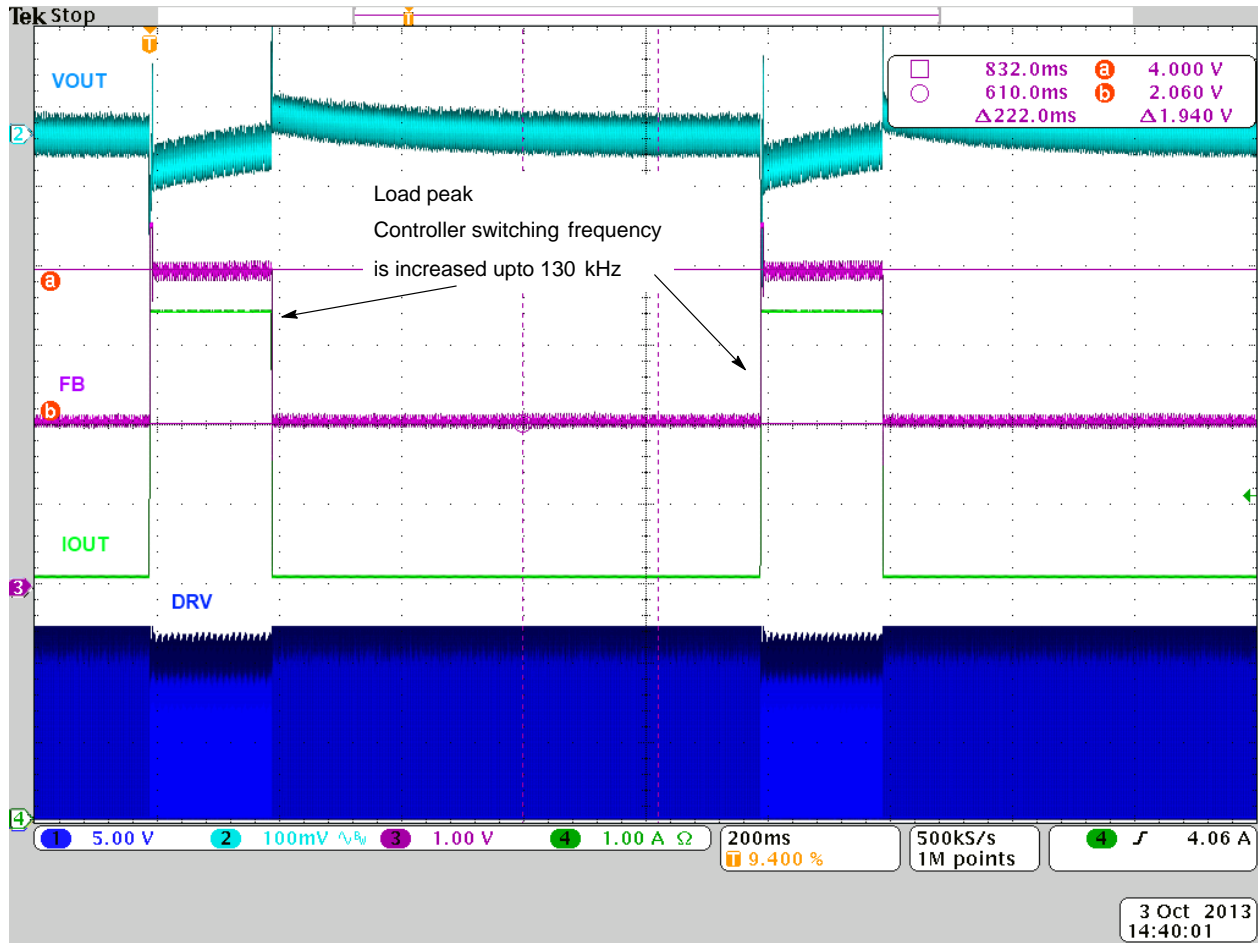 Tek Stop
T
T
VOUT
832.0ms a 4.000 V
610.0ms b 2.060 V
Δ222.0ms Δ1.940 V
2
Load peak
Controller switching frequency
is increased upto 130 kHz
a
FB
b
IOUT
3
DRV
4
1 5.00 V 2 100mV ∿BW 3 1.00 V 4 1.00 A Ω 200ms 500kS/s 4 4.06 A
T 9.400 % 1M points
3 Oct 2013
14:40:01